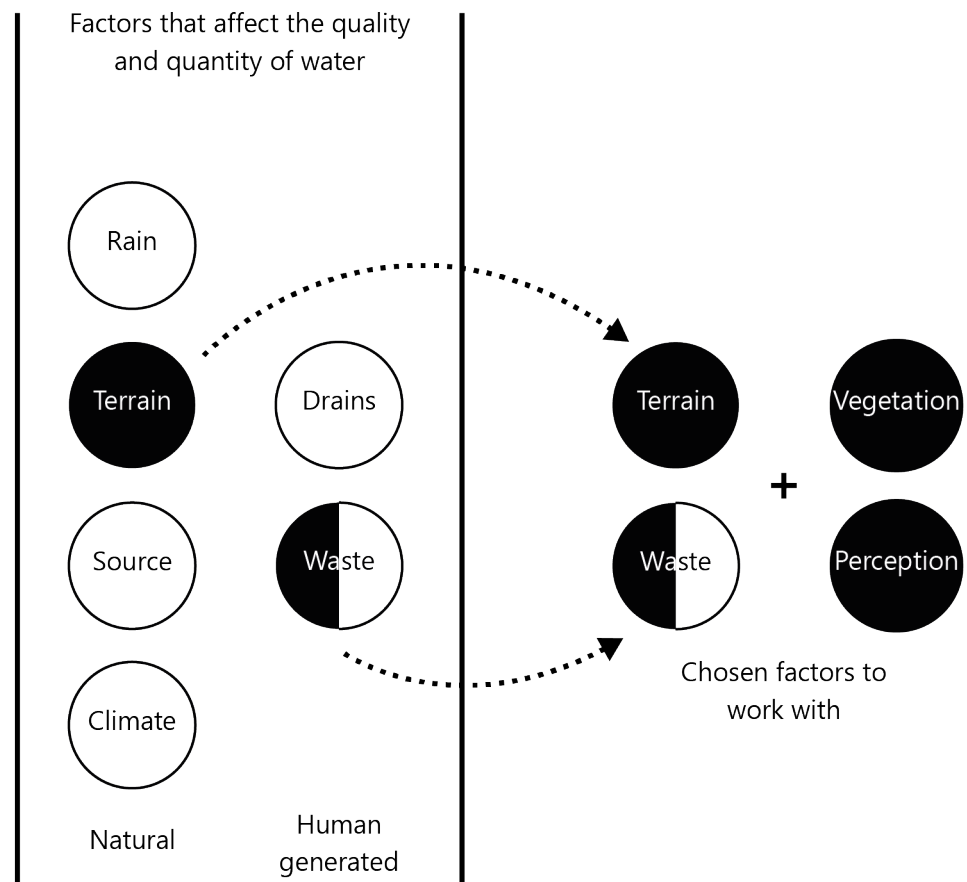 Factors that affect the quality
and quantity of water
Rain
Terrain
Source
Climate
Natural
Drains
Waste
Human
generated
Terrain
Waste
+
Vegetation
Perception
Chosen factors to
work with